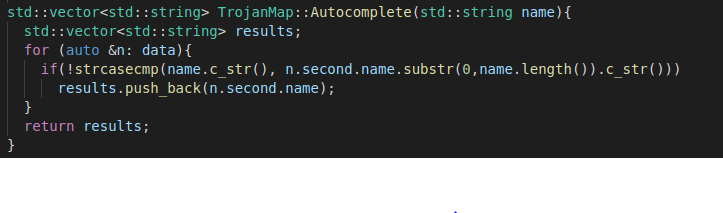 std::vector<std::string> TrojanMap::Autocomplete(std::string name){
  std::vector<std::string> results;
  for (auto &n: data){
    if(!strcasecmp(name.c_str(), n.second.name.substr(0,name.length()).c_str()))
      results.push_back(n.second.name);
  }
  return results;
}